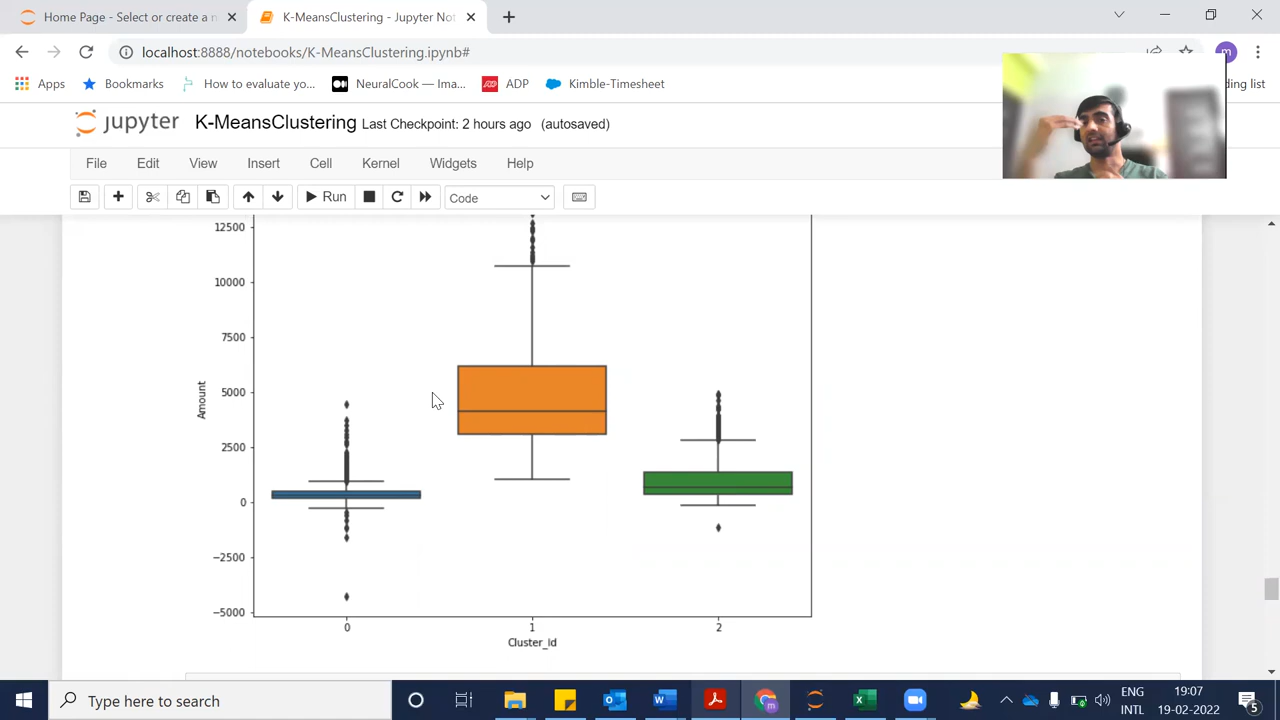 Home Page - Select or create a n
K-MeansClustering - Jupyter Not
localhost:8888/notebooks/K-MeansClustering.ipynb#
m
Apps
Bookmarks
How to evaluate you...
NeuralCook — Ima...
ADP
Kimble-Timesheet
ding list
jupyter
K-MeansClustering
Last Checkpoint: 2 hours ago
(autosaved)
File
Edit
View
Insert
Cell
Kernel
Widgets
Help
Run
Code
12500
10000
7500
5000
2500
0
−2500
−5000
Amount
0
1
2
Cluster_Id
Type here to search
ENG
INTL
19:07
19-02-2022
5